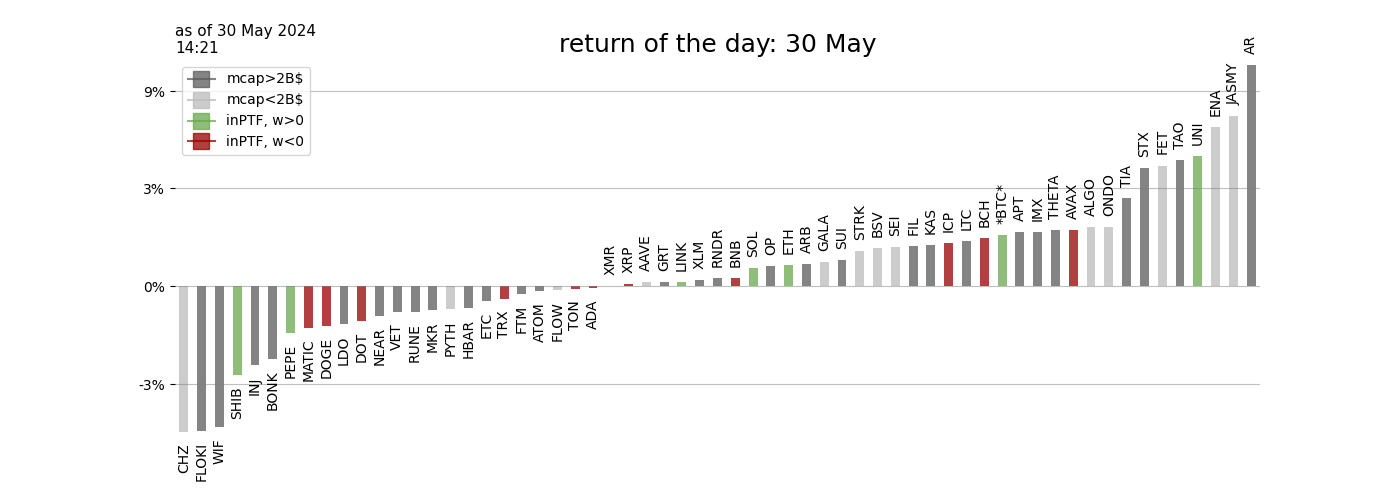 as of 30 May 2024
14:21
return of the day: 30 May
mcap>2B$
mcap<2B$
inPTF, w>0
inPTF, w<0
9%
3%
0%
-3%
CHZ
FLOKI
WIF
SHIB
INJ
BONK
PEPE
MATIC
DOGE
LDO
DOT
NEAR
VET
RUNE
MKR
PYTH
HBAR
ETC
TRX
FTM
ATOM
FLOW
TON
ADA
XMR
XRP
AAVE
GRT
LINK
XLM
RNDR
BNB
SOL
OP
ETH
ARB
GALA
SUI
STRK
BSV
SEI
FIL
KAS
ICP
LTC
BCH
*BTC*
APT
IMX
THETA
AVAX
ALGO
ONDO
TIA
STX
FET
TAO
UNI
ENA
JASMY
AR